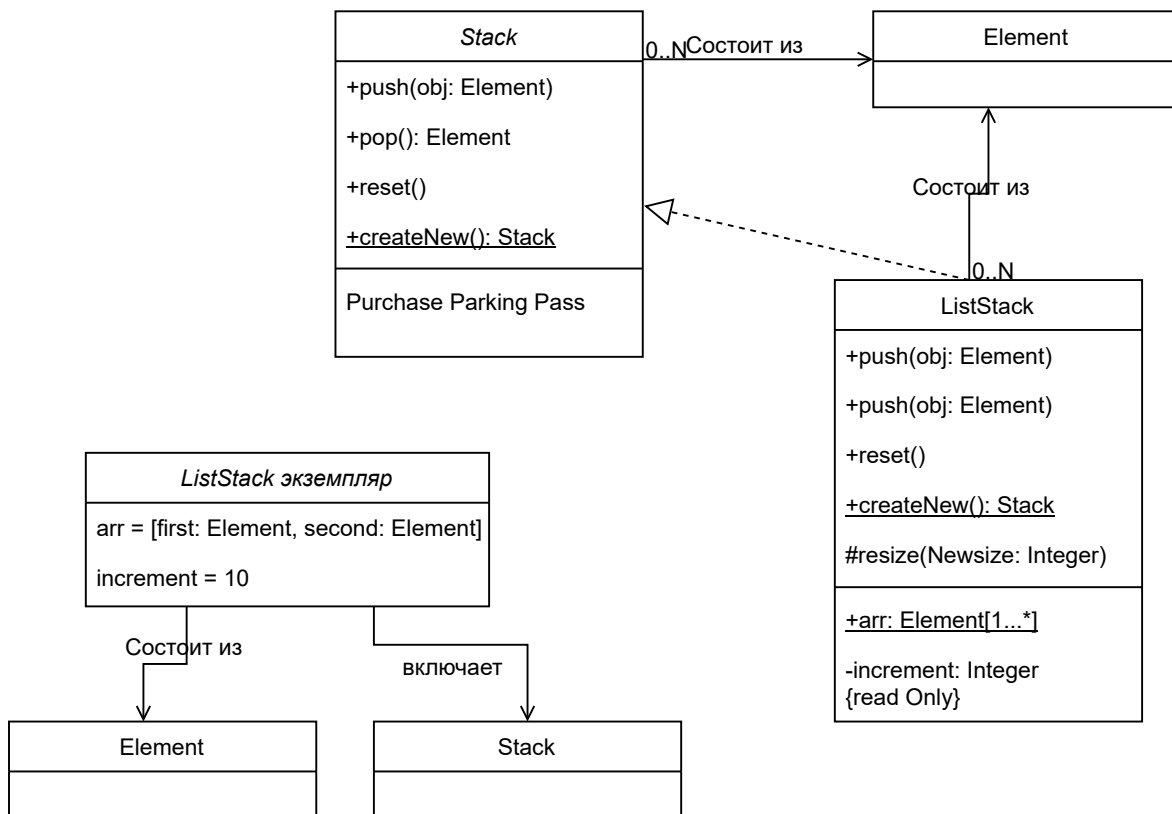 Stack
+push(obj: Element)
+pop(): Element
+reset()
+createNew(): Stack
Purchase Parking Pass
0..N
Состоит из
Element
Состоит из
0..N
ListStack
+push(obj: Element)
+push(obj: Element)
+reset()
+createNew(): Stack
#resize(Newsize: Integer)
+arr: Element[1...*]
-increment: Integer
{read Only}
ListStack экземпляр
arr = [first: Element, second: Element]
increment = 10
Состоит из
включает
Element
Stack